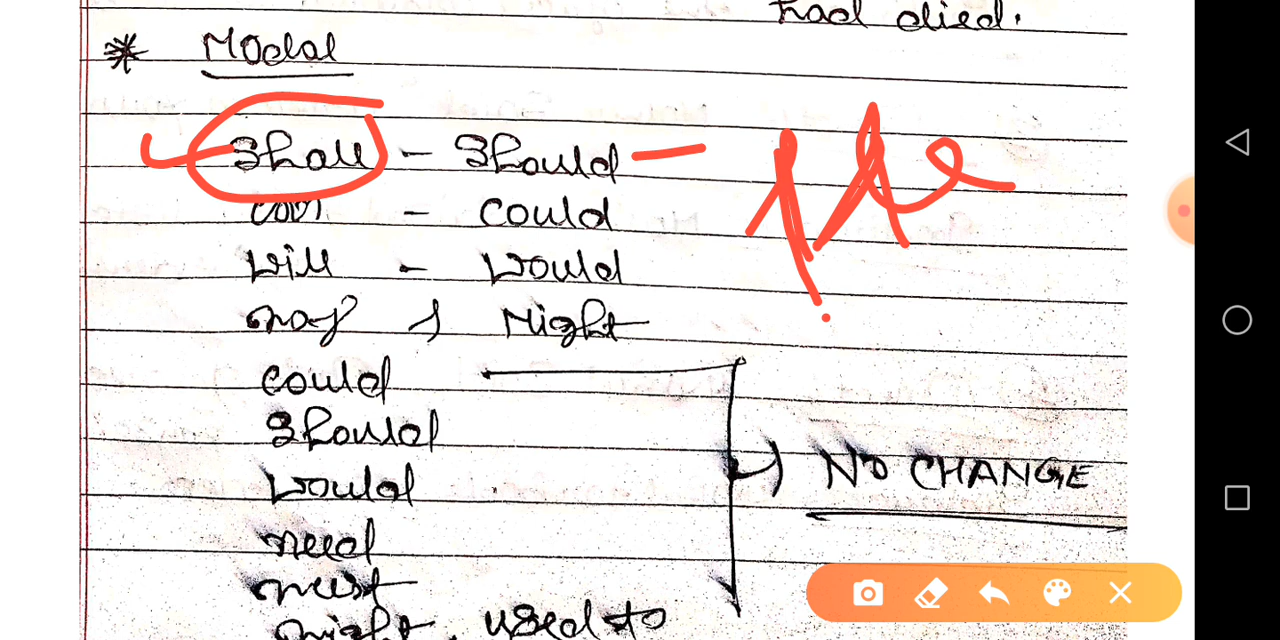 had died.
* Modal
Shall - Should -
can - could
will - would
may - Might
could
Should
would
need
must
NO CHANGE
might, used to